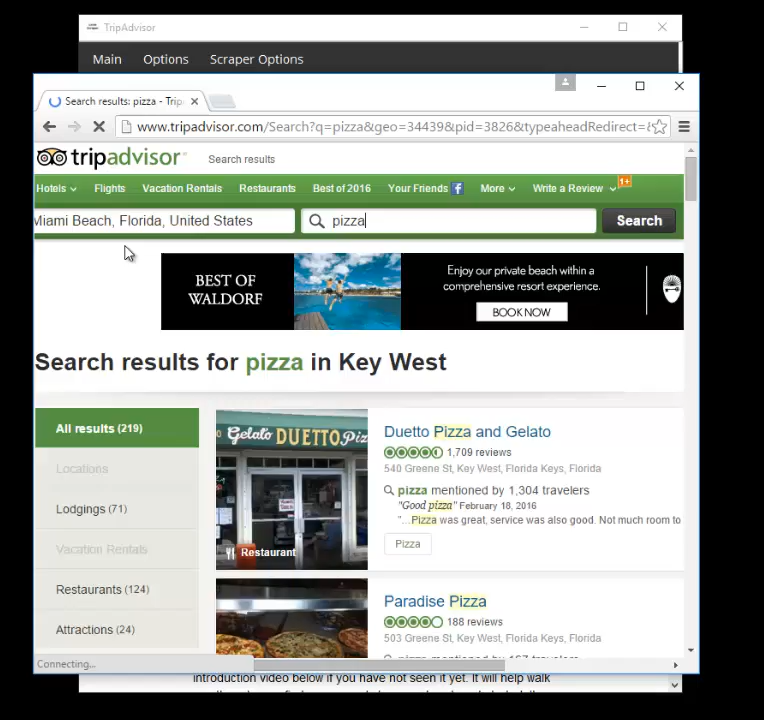 TripAdvisor
Main Options Scraper Options
Search results: pizza - Trip
www.tripadvisor.com/Search?q=pizza&geo=34439&pid=3826&typeaheadRedirect=
tripadvisor Search results
Hotels Flights Vacation Rentals Restaurants Best of 2016 Your Friends f More Write a Review 1+
Miami Beach, Florida, United States pizza Search
BEST OF
WALDORF
Enjoy our private beach within a
comprehensive resort experience.
BOOK NOW
Search results for pizza in Key West
All results (219)
Locations
Lodgings (71)
Vacation Rentals
Restaurants (124)
Attractions (24)
Gelato DUETTO Piz
Restaurant
Duetto Pizza and Gelato
1,709 reviews
540 Greene St, Key West, Florida Keys, Florida
pizza mentioned by 1,304 travelers
"Good pizza" February 18, 2016
"...Pizza was great, service was also good. Not much room to
Pizza
Paradise Pizza
188 reviews
503 Greene St, Key West, Florida Keys, Florida
Connecting...
introduction video below if you have not seen it yet. It will help walk